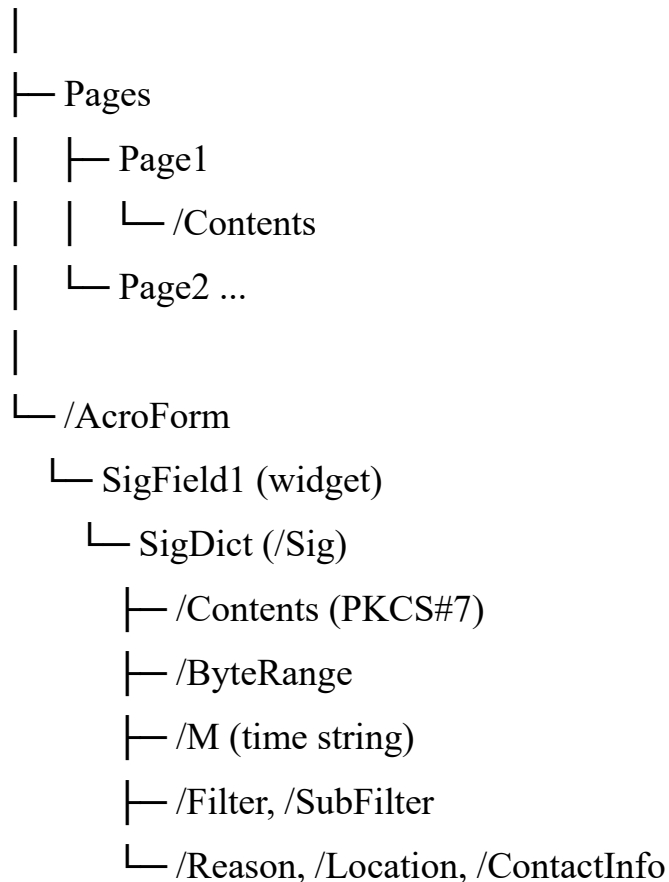 │
├── Pages
│ ├── Page1
│ │ └── /Contents
│ └── Page2 ...
│
└── /AcroForm
└── SigField1 (widget)
└── SigDict (/Sig)
├── /Contents (PKCS#7)
├── /ByteRange
├── /M (time string)
├── /Filter, /SubFilter
└── /Reason, /Location, /ContactInfo